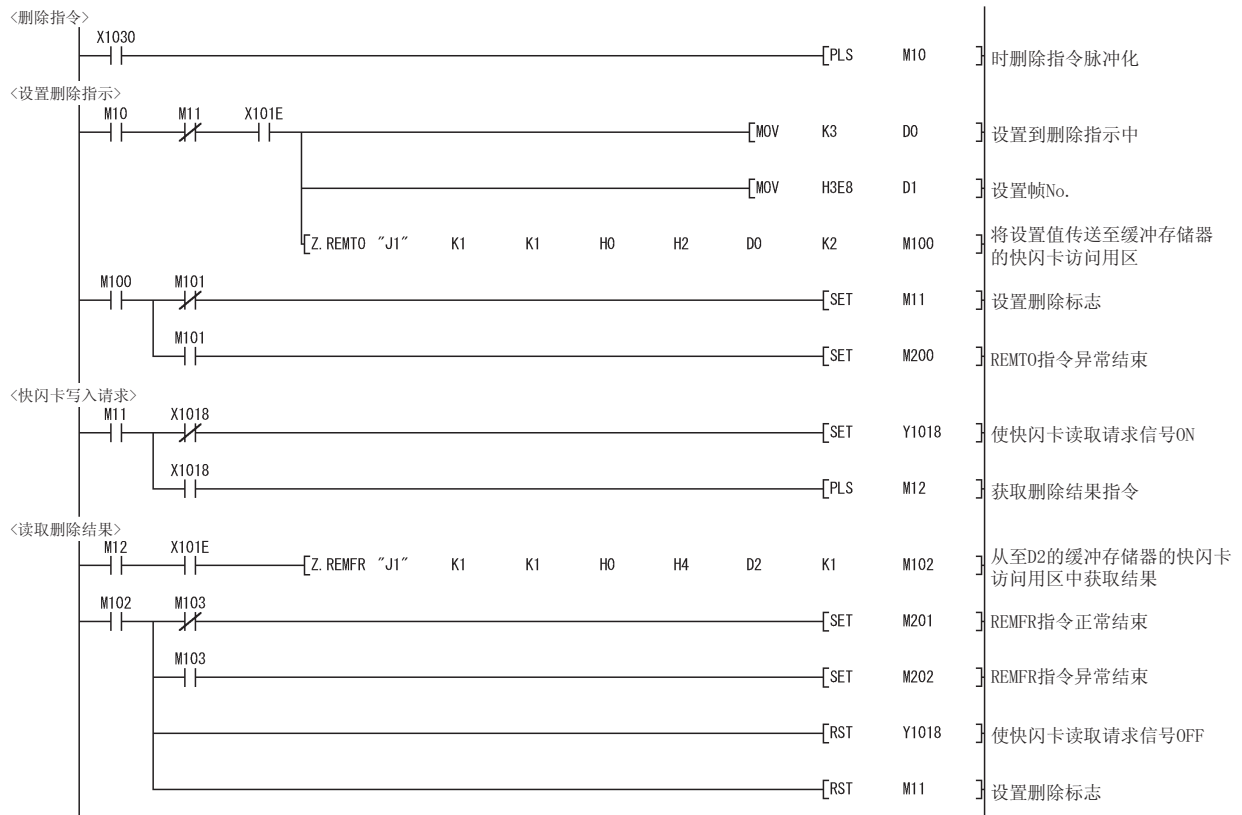 <删除指令>
X1030
[PLS M10 ] 时删除指令脉冲化
<设置删除指示>
M10 M11 X101E
[MOV K3 D0 ] 设置到删除指示中
[MOV H3E8 D1 ] 设置帧No.
[Z.REMTO "J1" K1 K1 H0 H2 D0 K2 M100 ] 将设置值传送至缓冲存储器
的快闪卡访问用区
M100 M101
[SET M11 ] 设置删除标志
M101
[SET M200 ] REMTO指令异常结束
<快闪卡写入请求>
M11 X1018
[SET Y1018 ] 使快闪卡读取请求信号ON
X1018
[PLS M12 ] 获取删除结果指令
<读取删除结果>
M12 X101E
[Z.REMFR "J1" K1 K1 H0 H4 D2 K1 M102 ] 从至D2的缓冲存储器的快闪卡
访问用区中获取结果
M102 M103
[SET M201 ] REMFR指令正常结束
M103
[SET M202 ] REMFR指令异常结束
[RST Y1018 ] 使快闪卡读取请求信号OFF
[RST M11 ] 设置删除标志